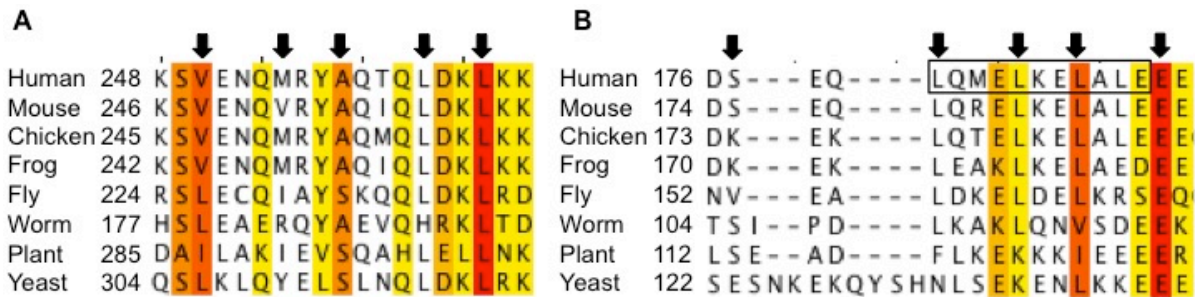 A
B
Human 248 K S V E N Q M R Y A Q T Q L D K L K K
Mouse 246 K S V E N Q V R Y A Q I Q L D K L K K
Chicken 245 K S V E N Q M R Y A Q M Q L D K L K K
Frog 242 K S V E N Q M R Y A Q I Q L D K L K K
Fly 224 R S L E C Q I A Y S K Q Q L D K L R D
Worm 177 H S L E A E R Q Y A E V Q H R K L T D
Plant 285 D A I L A K I E V S Q A H L E L L N K
Yeast 304 Q S L K L Q Y E L S L N Q L D K L R K
Human 176 D S - - - E Q - - - - L Q M E L K E L A L E E E
Mouse 174 D S - - - E Q - - - - L Q R E L K E L A L E E E
Chicken 173 D K - - - E K - - - - L Q T E L K E L A L E E E
Frog 170 D K - - - E K - - - - L E A K L K E L A E D E E
Fly 152 N V - - - E A - - - - L D K E L D E L K R S E Q
Worm 104 T S I - - P D - - - - L K A K L Q N V S D E E K
Plant 112 L S E - - A D - - - - F L K E K K K I E E E E R
Yeast 122 S E S N K E K Q Y S H N L S E K E N L K K E E E